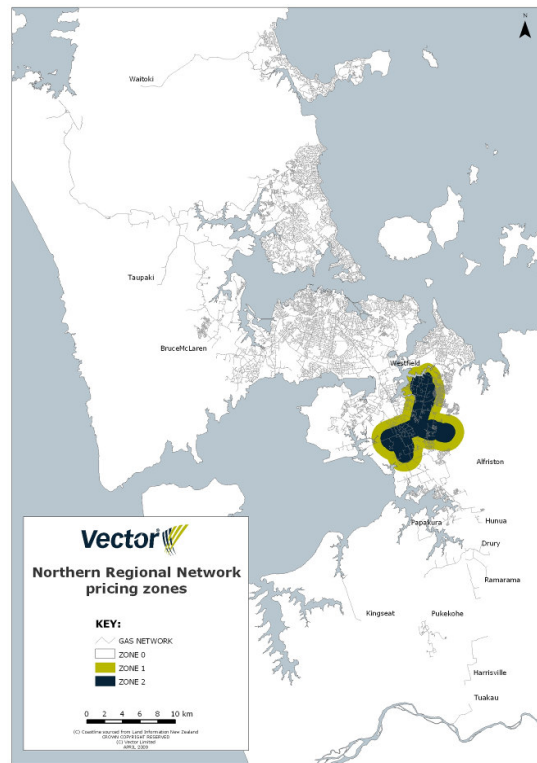 N
Waitoki
Taupaki
BruceMcLaren
Westfield
Alfriston
Papakura
Hunua
Drury
Ramarama
Kingseat
Pukekohe
Harrisville
Tuakau
Vector
Northern Regional Network
pricing zones
KEY:
GAS NETWORK
ZONE 0
ZONE 1
ZONE 2
0 2 4 6 8 10 km
(C) Coastline sourced from Land Information New Zealand
CROWN COPYRIGHT RESERVED
(C) Vector Limited
APRIL 2009